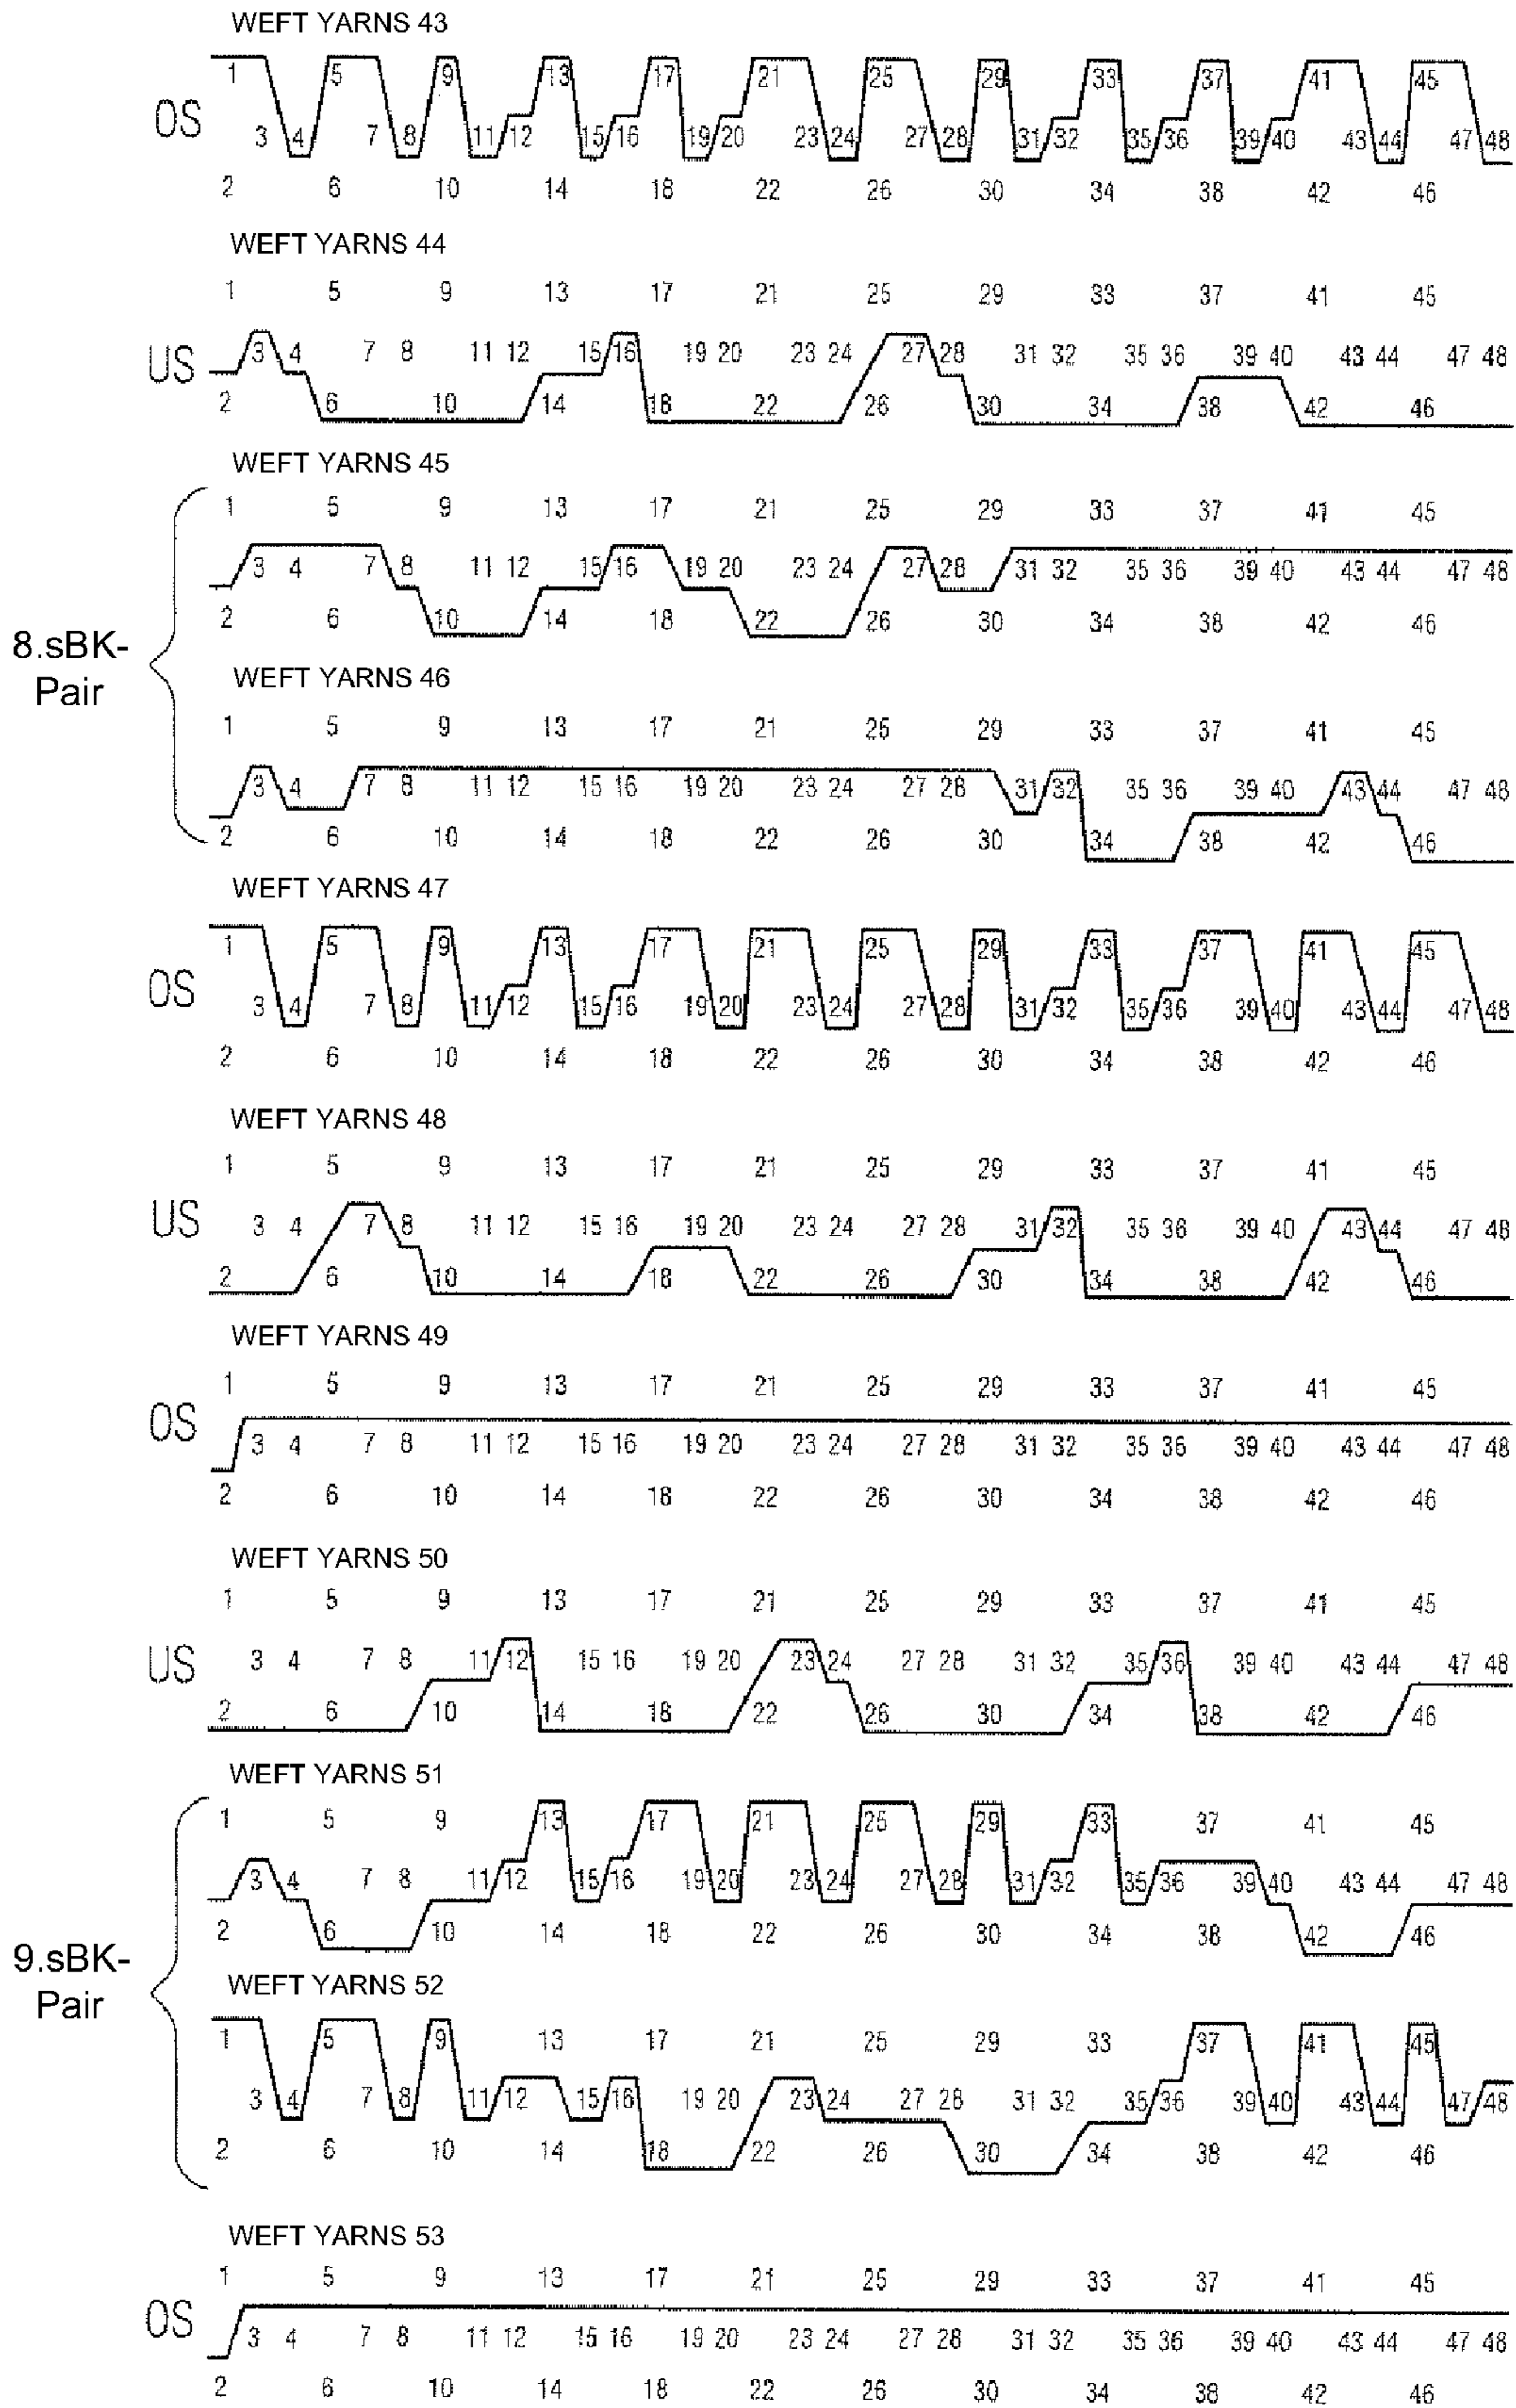 WEFT YARNS 43
1 5 9 13 17 21 25 29 33 37 41 45
OS
3 4 7 8 11 12 15 16 19 20 23 24 27 28 31 32 35 36 39 40 43 44 47 48
2 6 10 14 18 22 26 30 34 38 42 46
WEFT YARNS 44
1 5 9 13 17 21 25 29 33 37 41 45
US
3 4 7 8 11 12 15 16 19 20 23 24 27 28 31 32 35 36 39 40 43 44 47 48
2 6 10 14 18 22 26 30 34 38 42 46
8.sBK-
Pair
WEFT YARNS 45
1 5 9 13 17 21 25 29 33 37 41 45
3 4 7 8 11 12 15 16 19 20 23 24 27 28 31 32 35 36 39 40 43 44 47 48
2 6 10 14 18 22 26 30 34 38 42 46
WEFT YARNS 46
1 5 9 13 17 21 25 29 33 37 41 45
3 4 7 8 11 12 15 16 19 20 23 24 27 28 31 32 35 36 39 40 43 44 47 48
2 6 10 14 18 22 26 30 34 38 42 46
WEFT YARNS 47
1 5 9 13 17 21 25 29 33 37 41 45
OS
3 4 7 8 11 12 15 16 19 20 23 24 27 28 31 32 35 36 39 40 43 44 47 48
2 6 10 14 18 22 26 30 34 38 42 46
WEFT YARNS 48
1 5 9 13 17 21 25 29 33 37 41 45
US
3 4 7 8 11 12 15 16 19 20 23 24 27 28 31 32 35 36 39 40 43 44 47 48
2 6 10 14 18 22 26 30 34 38 42 46
WEFT YARNS 49
1 5 9 13 17 21 25 29 33 37 41 45
OS
3 4 7 8 11 12 15 16 19 20 23 24 27 28 31 32 35 36 39 40 43 44 47 48
2 6 10 14 18 22 26 30 34 38 42 46
WEFT YARNS 50
1 5 9 13 17 21 25 29 33 37 41 45
US
3 4 7 8 11 12 15 16 19 20 23 24 27 28 31 32 35 36 39 40 43 44 47 48
2 6 10 14 18 22 26 30 34 38 42 46
9.sBK-
Pair
WEFT YARNS 51
1 5 9 13 17 21 25 29 33 37 41 45
3 4 7 8 11 12 15 16 19 20 23 24 27 28 31 32 35 36 39 40 43 44 47 48
2 6 10 14 18 22 26 30 34 38 42 46
WEFT YARNS 52
1 5 9 13 17 21 25 29 33 37 41 45
3 4 7 8 11 12 15 16 19 20 23 24 27 28 31 32 35 36 39 40 43 44 47 48
2 6 10 14 18 22 26 30 34 38 42 46
WEFT YARNS 53
1 5 9 13 17 21 25 29 33 37 41 45
OS
3 4 7 8 11 12 15 16 19 20 23 24 27 28 31 32 35 36 39 40 43 44 47 48
2 6 10 14 18 22 26 30 34 38 42 46